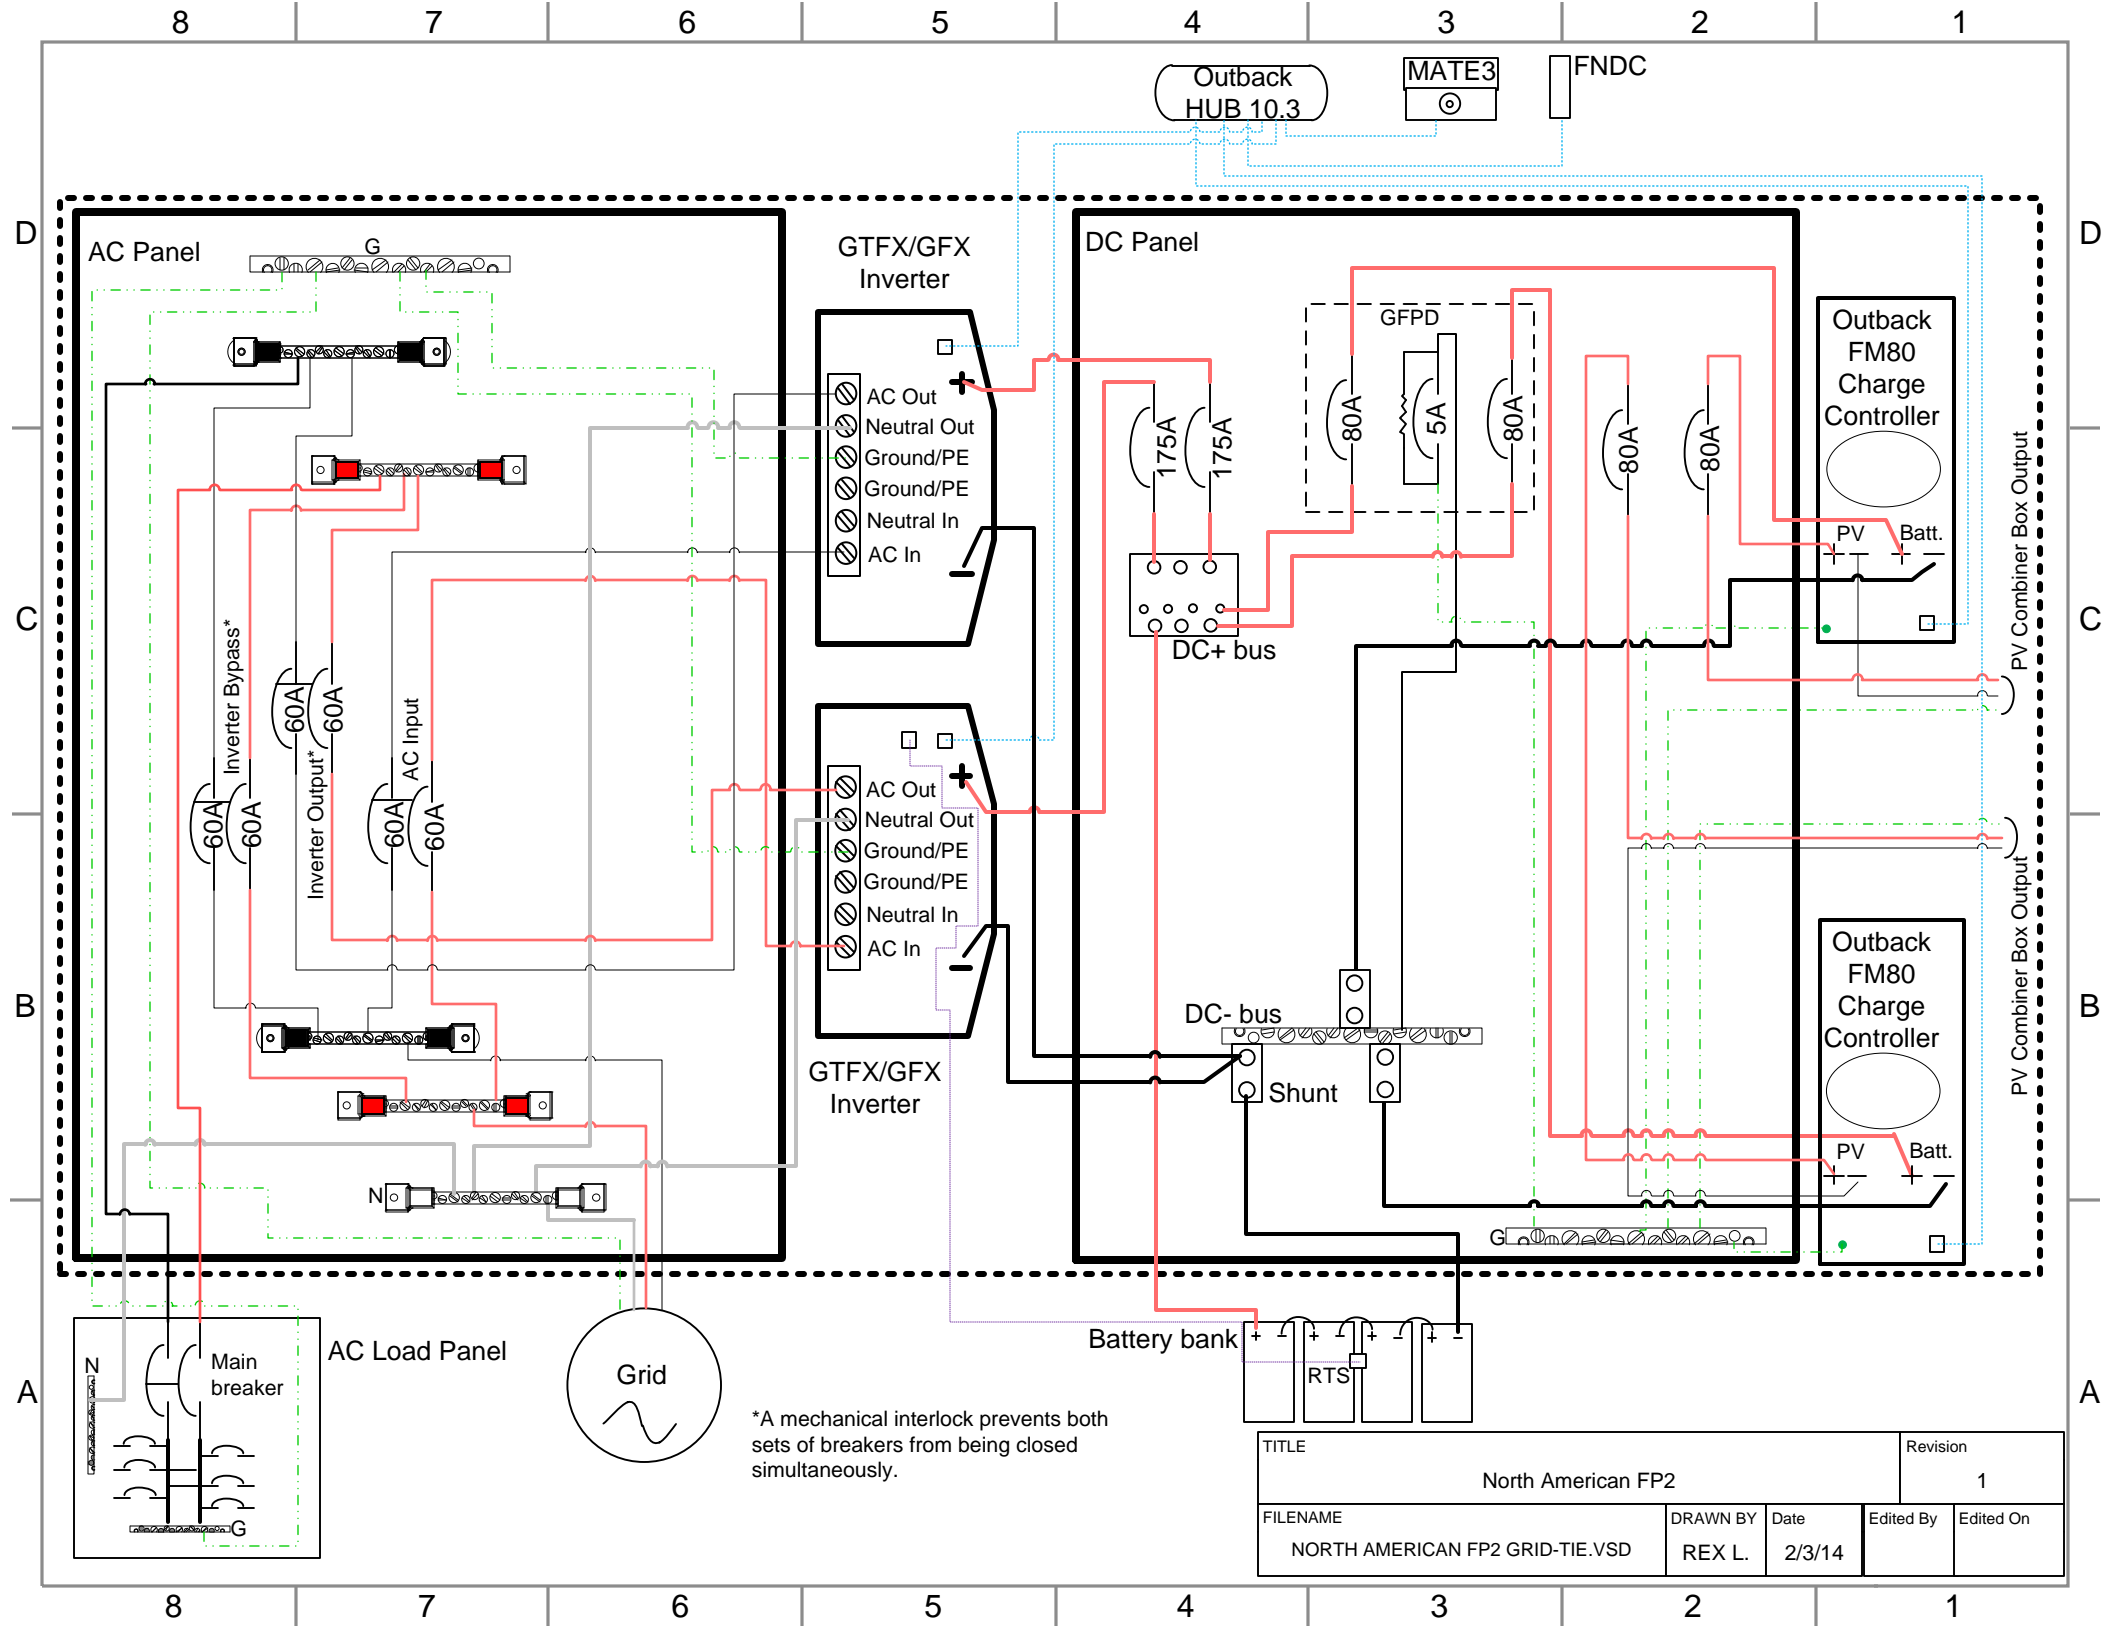 8 7 6 5 4 3 2 1
Outback
HUB 10.3
MATE3
FNDC
D
D
AC Panel
G
GTFX/GFX
Inverter
DC Panel
GFPD
Outback
FM80
Charge
Controller
AC Out
Neutral Out
Ground/PE
Ground/PE
Neutral In
AC In
175A
175A
80A
5A
80A
80A
80A
PV
Batt.
PV Combiner Box Output
C
C
DC+ bus
Inverter Bypass*
60A
60A
Inverter Output*
60A
60A
AC Input
60A
60A
AC Out
Neutral Out
Ground/PE
Ground/PE
Neutral In
AC In
GTFX/GFX
Inverter
PV Combiner Box Output
Outback
FM80
Charge
Controller
PV
Batt.
B
B
DC- bus
Shunt
N
G
AC Load Panel
N
Main
breaker
G
Grid
Battery bank
+ - + - + - + -
RTS
A
A
*A mechanical interlock prevents both
sets of breakers from being closed
simultaneously.
TITLE
North American FP2
Revision
1
FILENAME
NORTH AMERICAN FP2 GRID-TIE.VSD
DRAWN BY
REX L.
Date
2/3/14
Edited By
Edited On
8 7 6 5 4 3 2 1